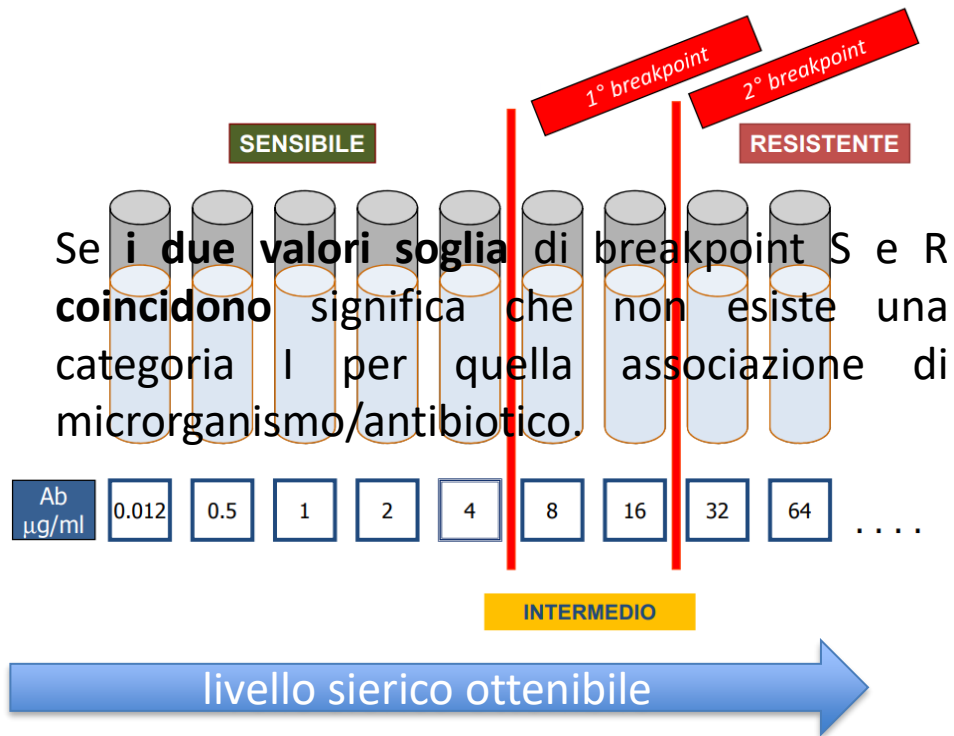 1° breakpoint
2° breakpoint
SENSIBILE
RESISTENTE
Se i due valori soglia di breakpoint S e R
coincidono significa che non esiste una
categoria I per quella associazione di
microrganismo/antibiotico.
Ab
µg/ml
0.012 0.5 1 2 4 8 16 32 64 . . . .
INTERMEDIO
livello sierico ottenibile